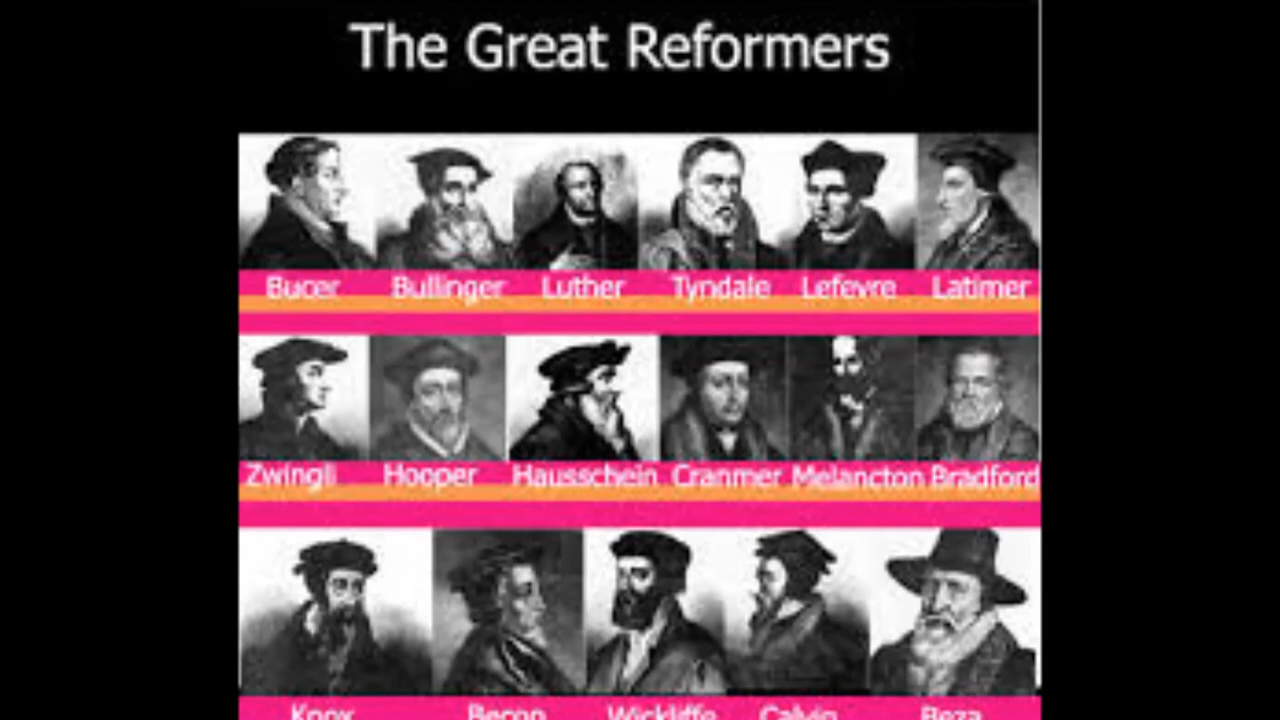 The Great Reformers
Bucer Bullinger Luther Tyndale Lefevre Latimer
Zwingli Hooper Hausschein Cranmer Melancton Bradford
Knox Becon Wickliffe Calvin Beza